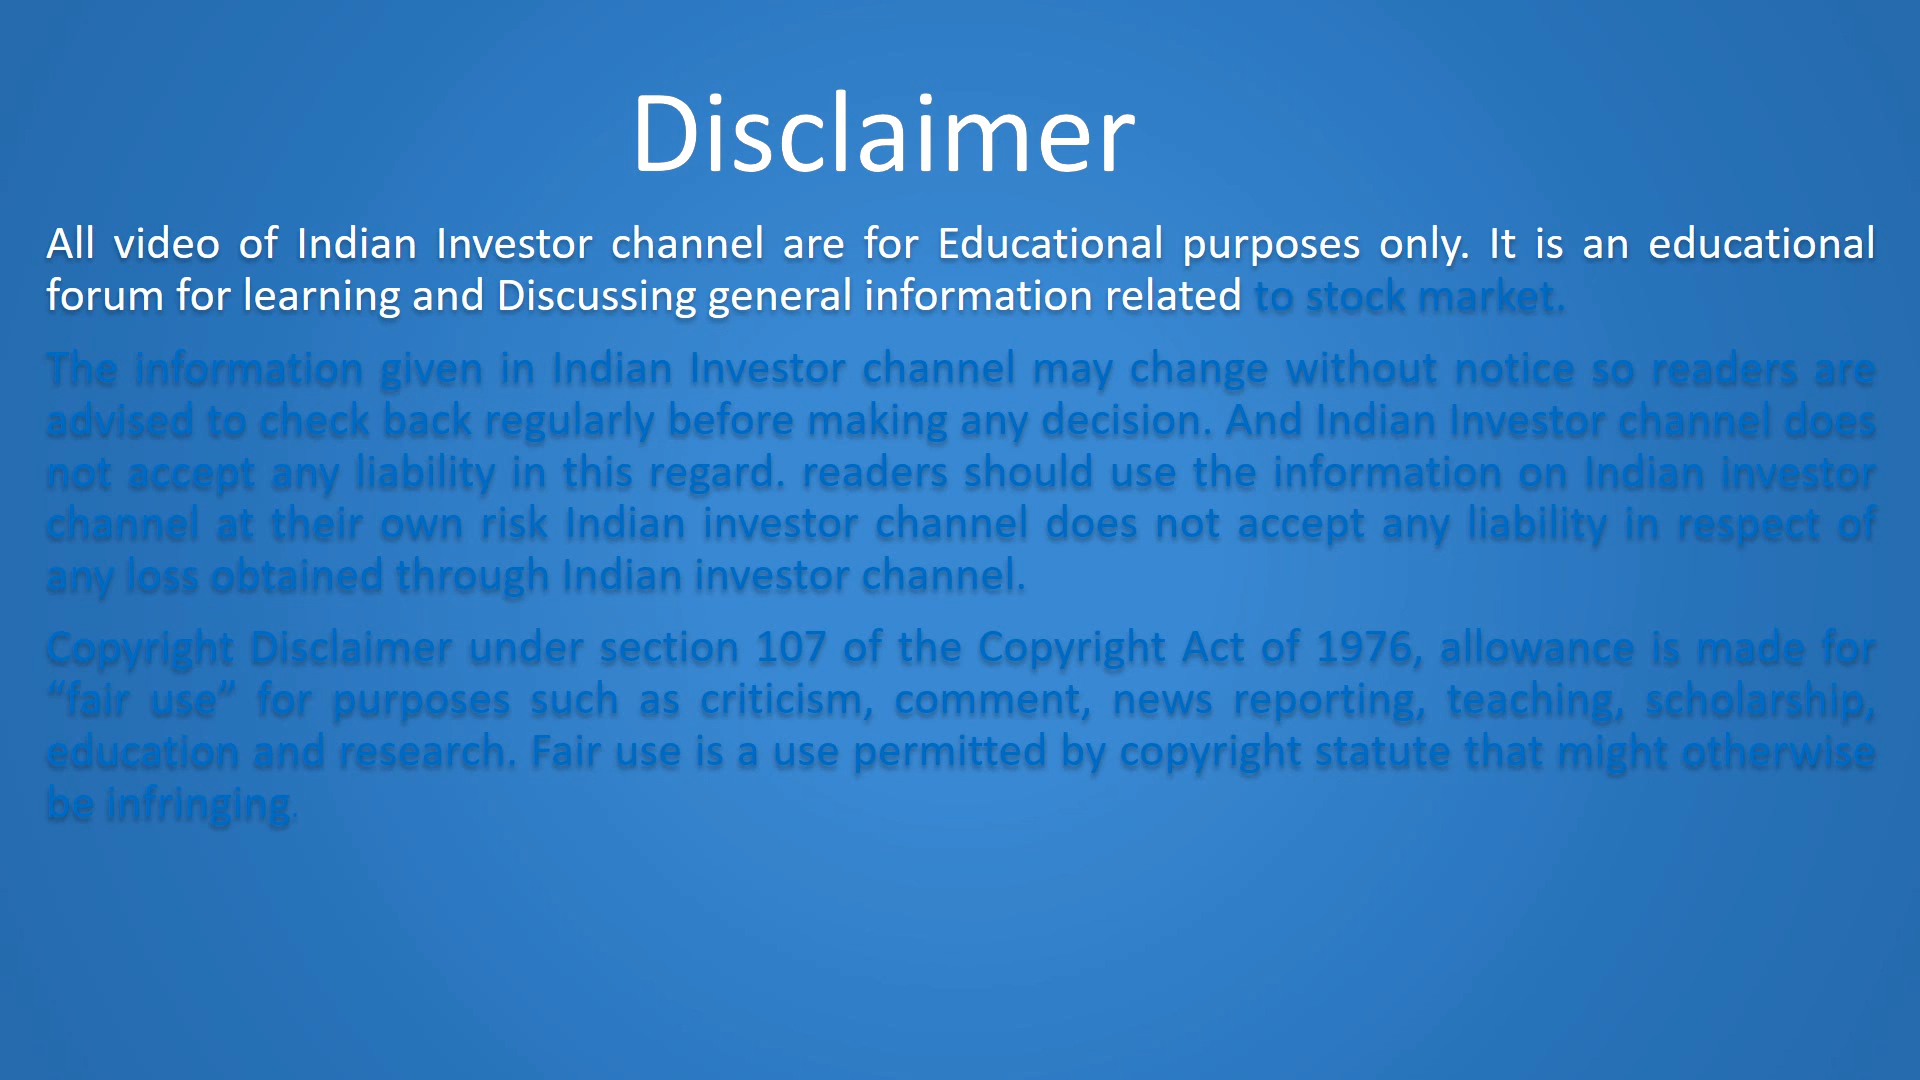 Disclaimer
All video of Indian Investor channel are for Educational purposes only. It is an educational
forum for learning and Discussing general information related to stock market.
The information given in Indian Investor channel may change without notice so readers are
advised to check back regularly before making any decision. And Indian Investor channel does
not accept any liability in this regard. readers should use the information on Indian investor
channel at their own risk Indian investor channel does not accept any liability in respect of
any loss obtained through Indian investor channel.
Copyright Disclaimer under section 107 of the Copyright Act of 1976, allowance is made for
“fair use” for purposes such as criticism, comment, news reporting, teaching, scholarship,
education and research. Fair use is a use permitted by copyright statute that might otherwise
be infringing.